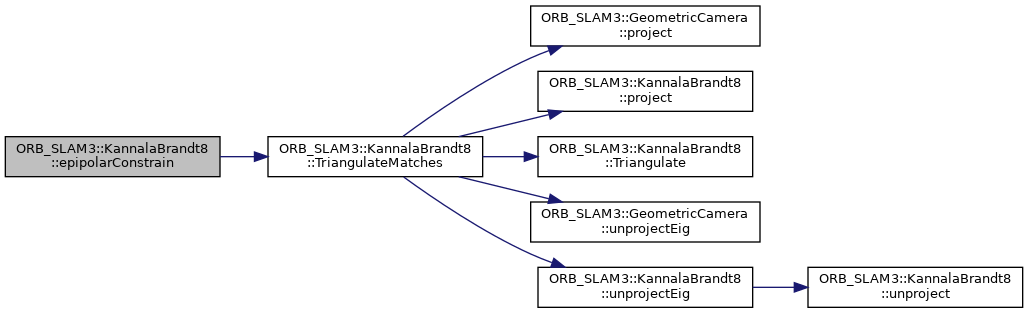 ORB_SLAM3::KannalaBrandt8
::epipolarConstrain
ORB_SLAM3::KannalaBrandt8
::TriangulateMatches
ORB_SLAM3::GeometricCamera
::project
ORB_SLAM3::KannalaBrandt8
::project
ORB_SLAM3::KannalaBrandt8
::Triangulate
ORB_SLAM3::GeometricCamera
::unprojectEig
ORB_SLAM3::KannalaBrandt8
::unprojectEig
ORB_SLAM3::KannalaBrandt8
::unproject